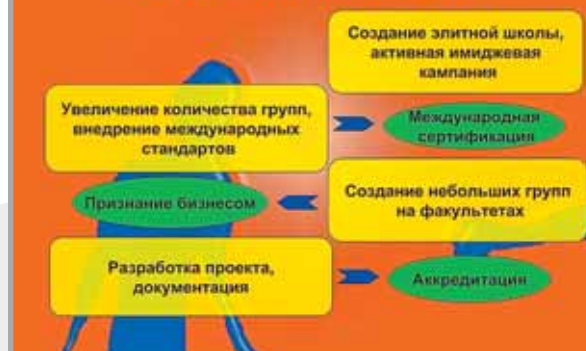 Создание элитной школы,
активная имиджевая
кампания
Увеличение количества групп,
внедрение международных
стандартов
Международная
сертификация
Признание бизнесом
Создание небольших групп
на факультетах
Разработка проекта,
документация
Аккредитация